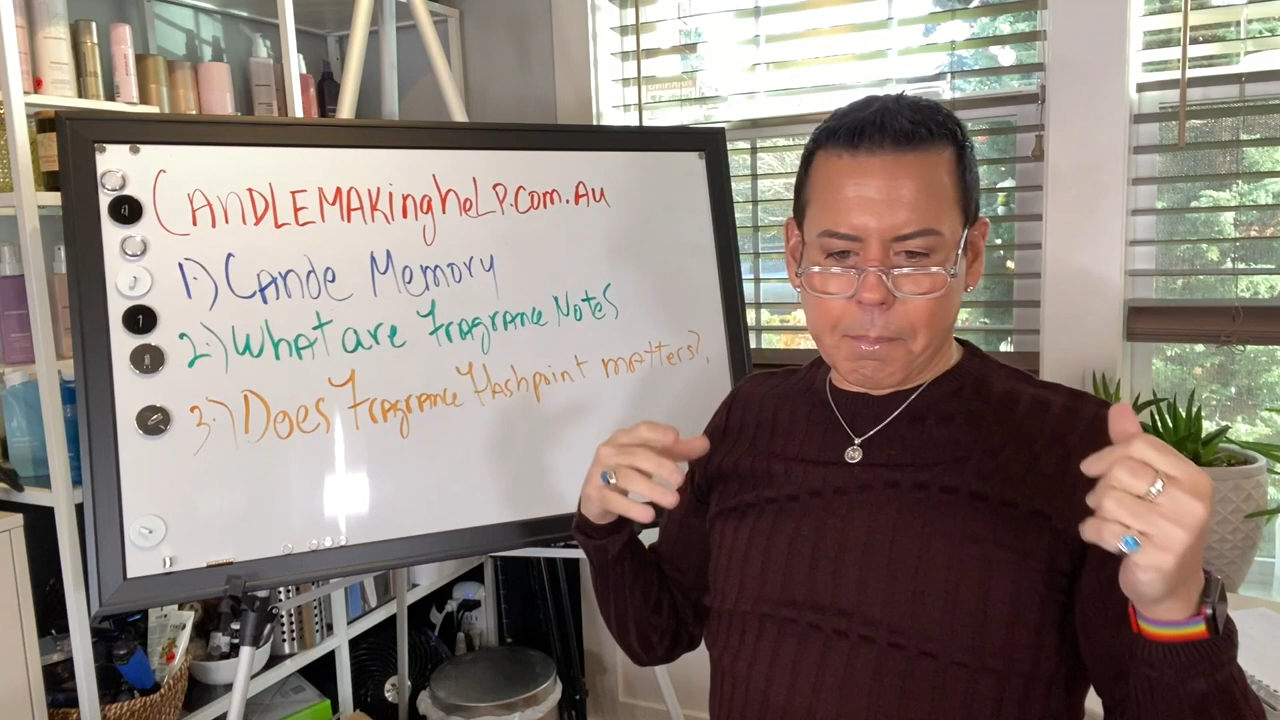 CANDLEMAKingheLP.Com.Au
1.) Cande Memory
2.) What are Fragrance Notes
3.) Does Fragrance Flashpoint matters?.
M